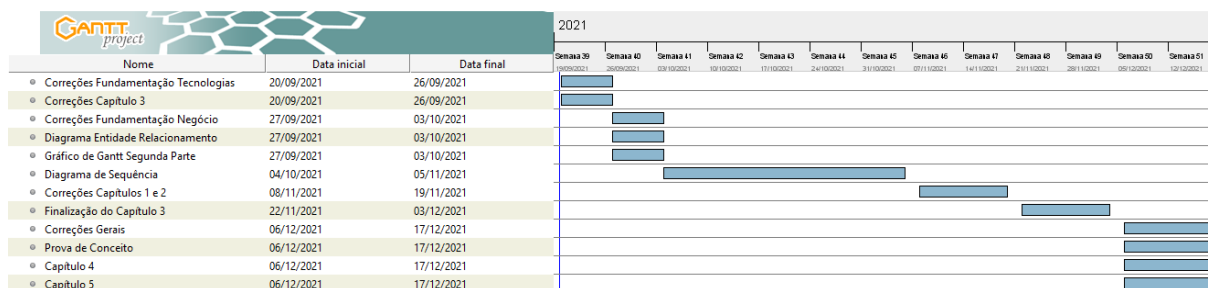 GANTT project
2021
Semana 39 Semana 40 Semana 41 Semana 42 Semana 43 Semana 44 Semana 45 Semana 46 Semana 47 Semana 48 Semana 49 Semana 50 Semana 51
19/09/2021 26/09/2021 03/10/2021 10/10/2021 17/10/2021 24/10/2021 31/10/2021 07/11/2021 14/11/2021 21/11/2021 28/11/2021 05/12/2021 12/12/2021
Nome Data inicial Data final
Correções Fundamentação Tecnologias 20/09/2021 26/09/2021
Correções Capítulo 3 20/09/2021 26/09/2021
Correções Fundamentação Negócio 27/09/2021 03/10/2021
Diagrama Entidade Relacionamento 27/09/2021 03/10/2021
Gráfico de Gantt Segunda Parte 27/09/2021 03/10/2021
Diagrama de Sequência 04/10/2021 05/11/2021
Correções Capítulos 1 e 2 08/11/2021 19/11/2021
Finalização do Capítulo 3 22/11/2021 03/12/2021
Correções Gerais 06/12/2021 17/12/2021
Prova de Conceito 06/12/2021 17/12/2021
Capítulo 4 06/12/2021 17/12/2021
Capítulo 5 06/12/2021 17/12/2021